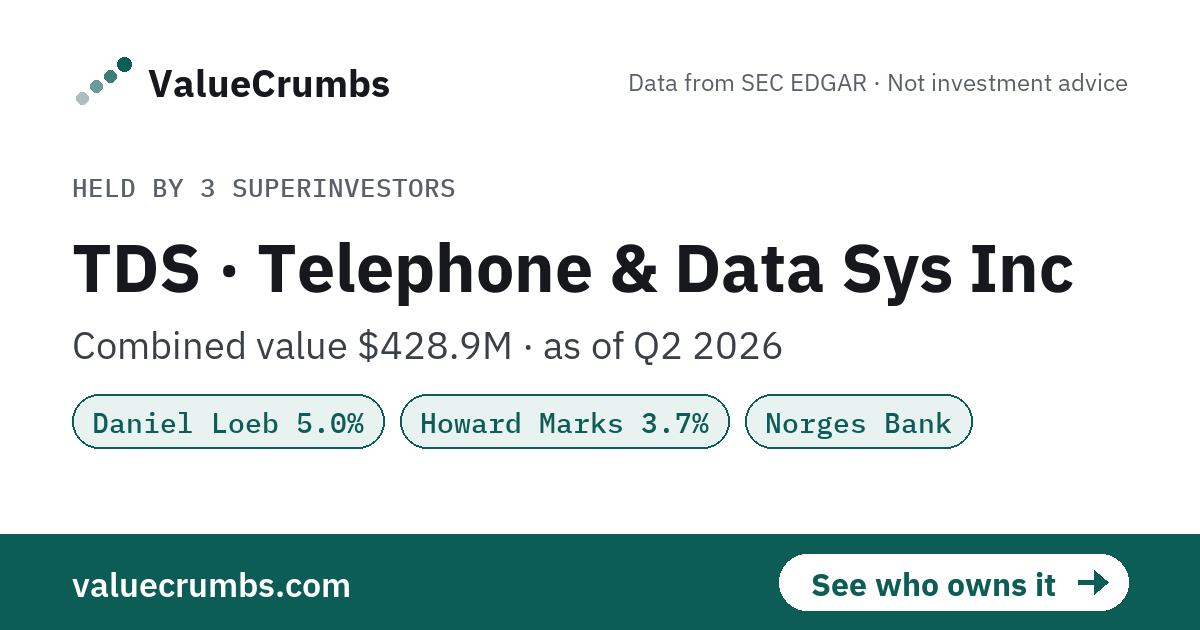 ValueCrumbs
Data from SEC EDGAR · Not investment advice
HELD BY 3 SUPERINVESTORS
TDS · Telephone & Data Sys Inc
Combined value $428.9M · as of Q2 2026
Daniel Loeb 5.0%
Howard Marks 3.7%
Norges Bank
valuecrumbs.com
See who owns it